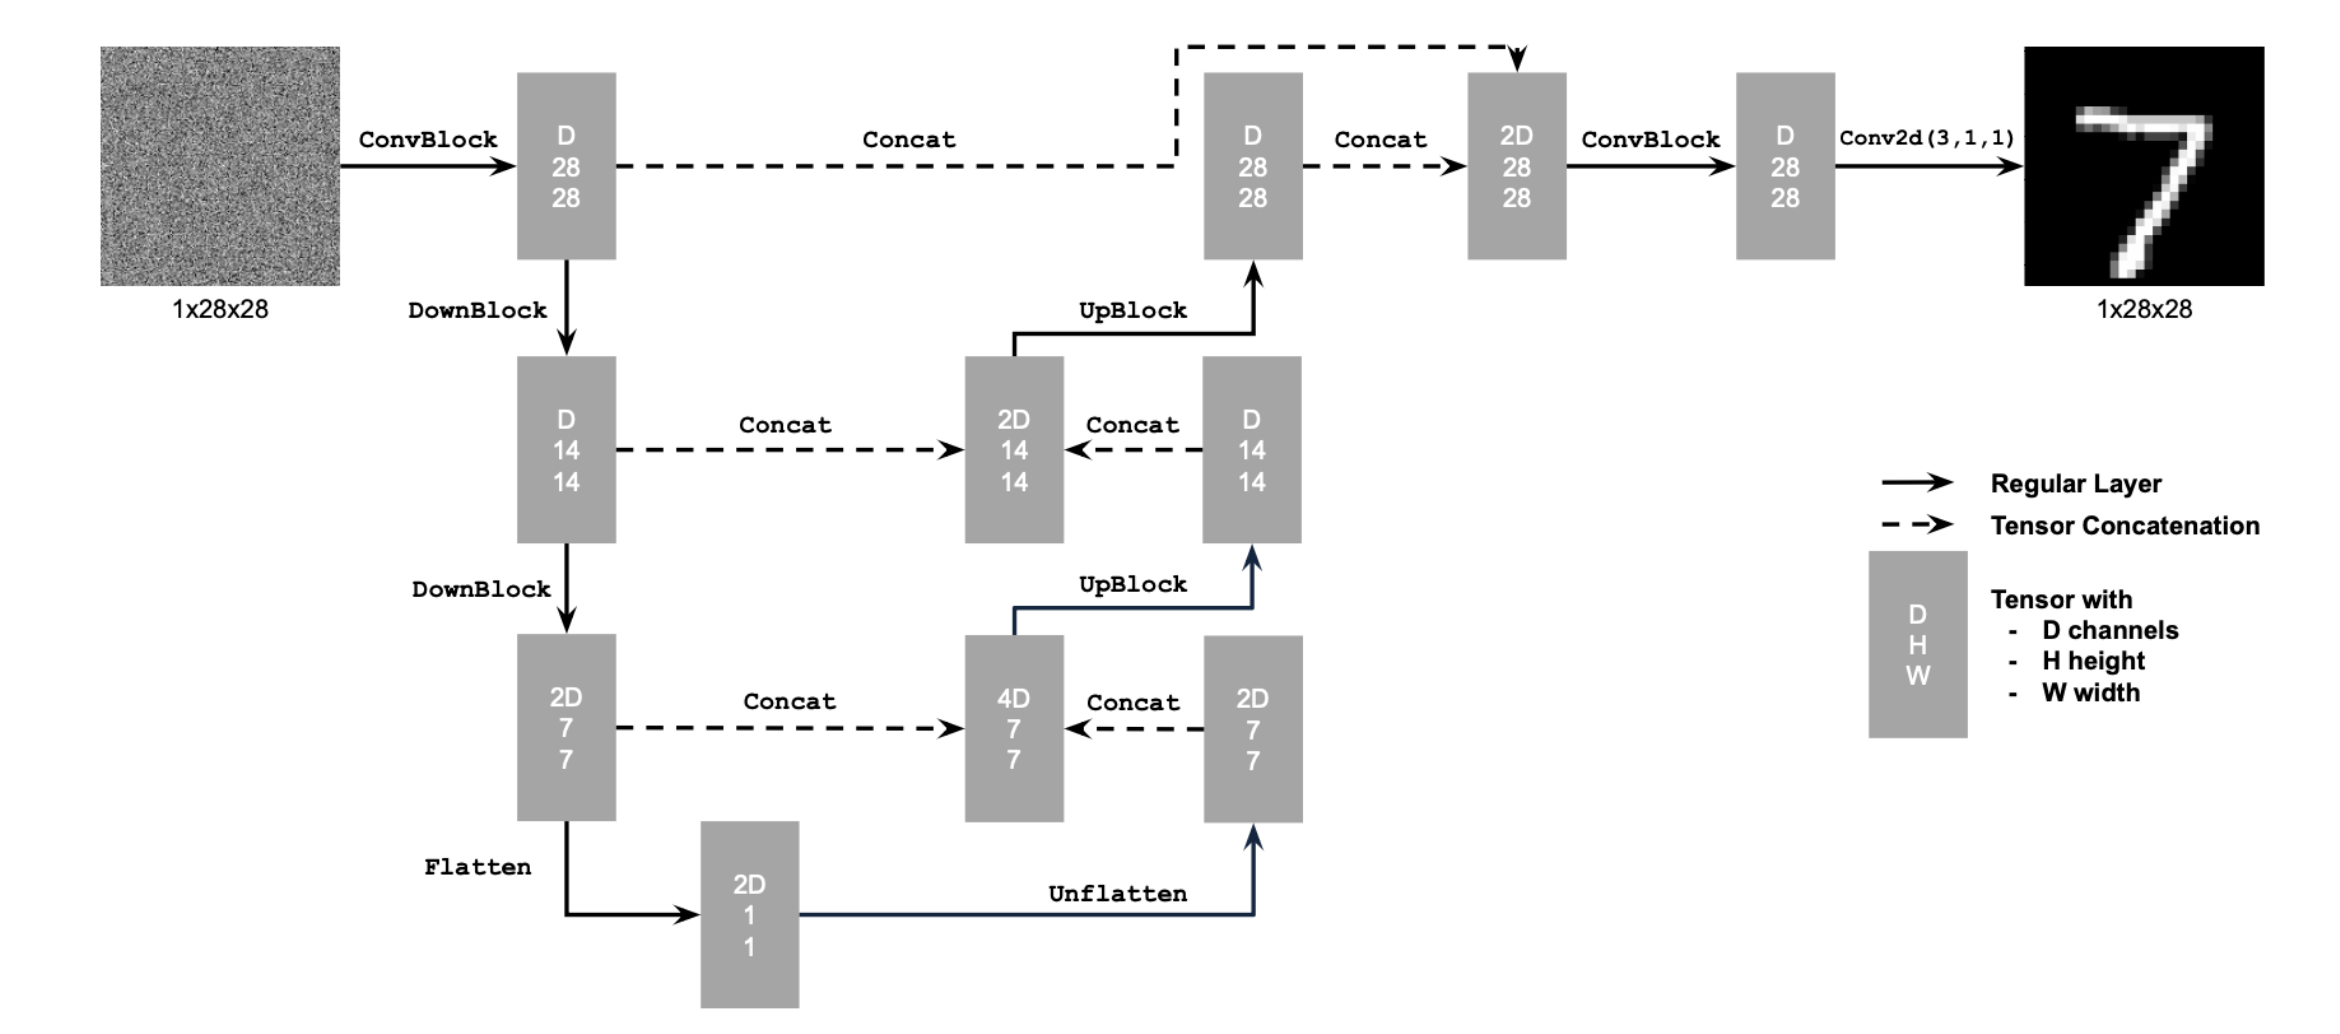 ConvBlock
D
28
28
Concat
D
28
28
Concat
2D
28
28
ConvBlock
D
28
28
Conv2d(3,1,1)
1x28x28
1x28x28
DownBlock
UpBlock
D
14
14
Concat
2D
14
14
Concat
D
14
14
DownBlock
UpBlock
2D
7
7
Concat
4D
7
7
Concat
2D
7
7
Flatten
2D
1
1
Unflatten
Regular Layer
Tensor Concatenation
D
H
W
Tensor with
- D channels
- H height
- W width